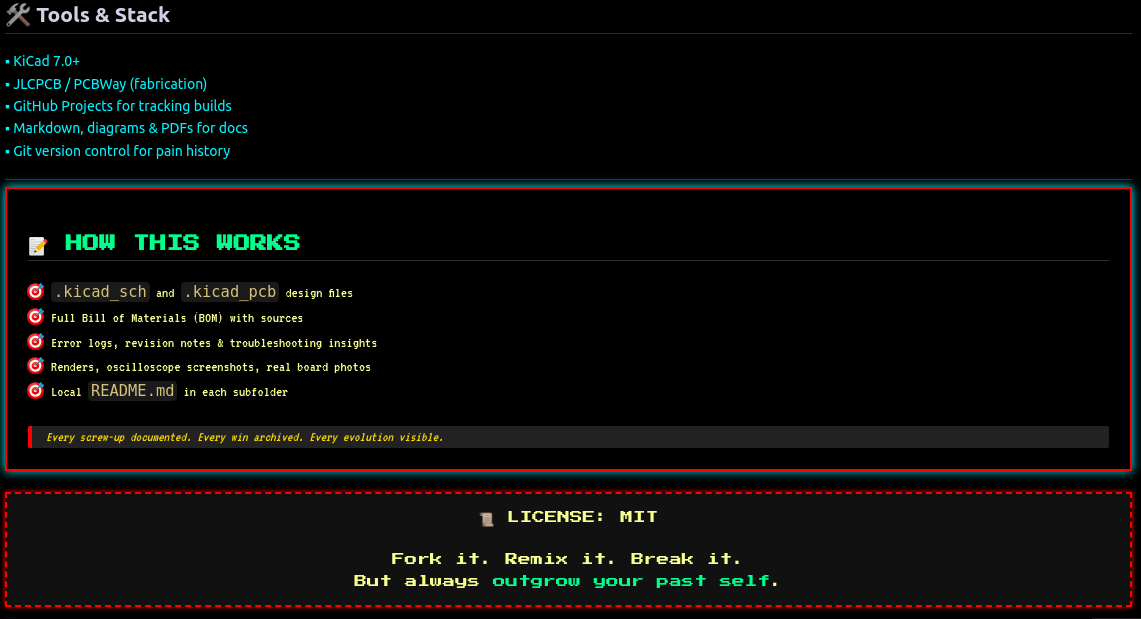 🛠️ Tools & Stack
▪ KiCad 7.0+
▪ JLCPCB / PCBWay (fabrication)
▪ GitHub Projects for tracking builds
▪ Markdown, diagrams & PDFs for docs
▪ Git version control for pain history
📝 HOW THIS WORKS
🎯 .kicad_sch and .kicad_pcb design files
🎯 Full Bill of Materials (BOM) with sources
🎯 Error logs, revision notes & troubleshooting insights
🎯 Renders, oscilloscope screenshots, real board photos
🎯 Local README.md in each subfolder
Every screw-up documented. Every win archived. Every evolution visible.
📜 LICENSE: MIT
Fork it. Remix it. Break it.
But always outgrow your past self.